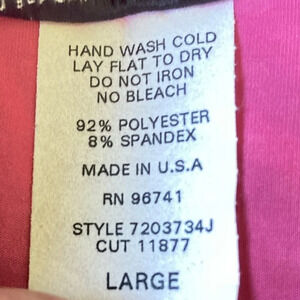 HAND WASH COLD
LAY FLAT TO DRY
DO NOT IRON
NO BLEACH
92% POLYESTER
8% SPANDEX
MADE IN U.S.A
RN 96741
STYLE 7203734J
CUT 11877
LARGE